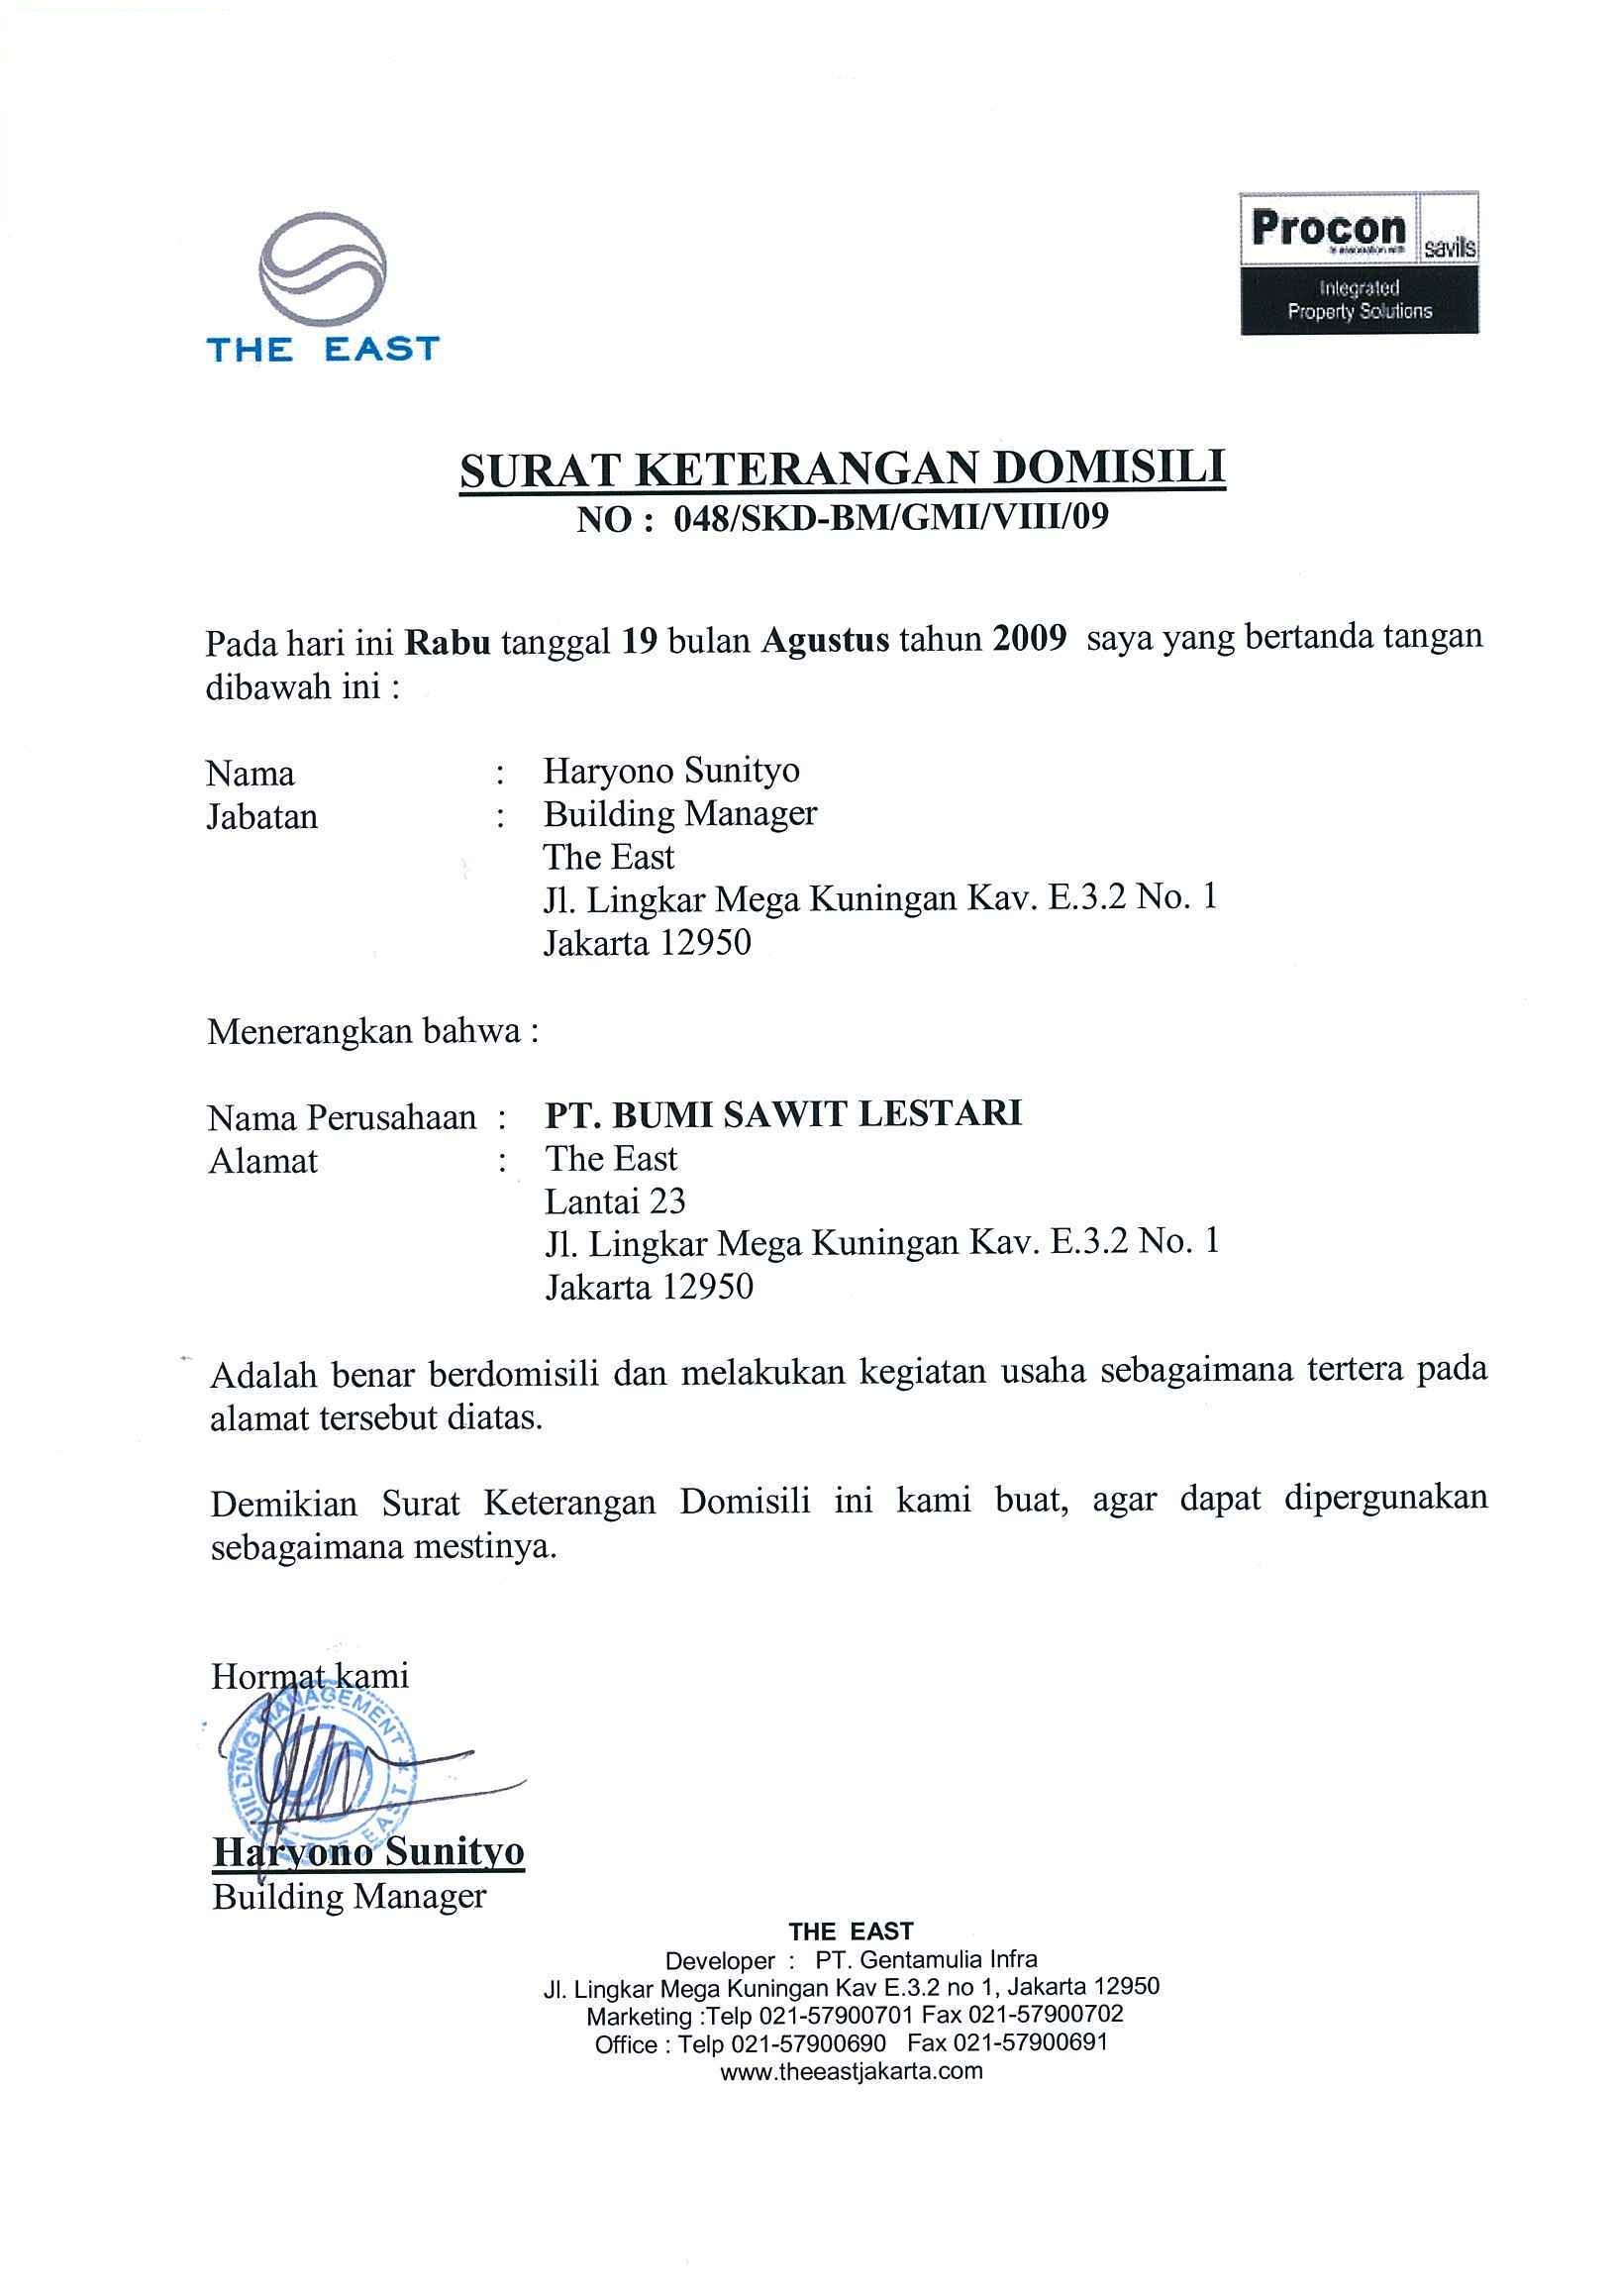 THE EAST
Procon
in association with
savills
Integrated
Property Solutions
SURAT KETERANGAN DOMISILI
NO : 048/SKD-BM/GMI/VIII/09
Pada hari ini Rabu tanggal 19 bulan Agustus tahun 2009 saya yang bertanda tangan
dibawah ini :
Nama : Haryono Sunityo
Jabatan : Building Manager
The East
Jl. Lingkar Mega Kuningan Kav. E.3.2 No. 1
Jakarta 12950
Menerangkan bahwa :
Nama Perusahaan : PT. BUMI SAWIT LESTARI
Alamat : The East
Lantai 23
Jl. Lingkar Mega Kuningan Kav. E.3.2 No. 1
Jakarta 12950
Adalah benar berdomisili dan melakukan kegiatan usaha sebagaimana tertera pada
alamat tersebut diatas.
Demikian Surat Keterangan Domisili ini kami buat, agar dapat dipergunakan
sebagaimana mestinya.
Hormat kami
BUILDING MANAGEMENT * THE EAST
Haryono Sunityo
Building Manager
THE EAST
Developer : PT. Gentamulia Infra
Jl. Lingkar Mega Kuningan Kav E.3.2 no 1, Jakarta 12950
Marketing :Telp 021-57900701 Fax 021-57900702
Office : Telp 021-57900690 Fax 021-57900691
www.theeastjakarta.com